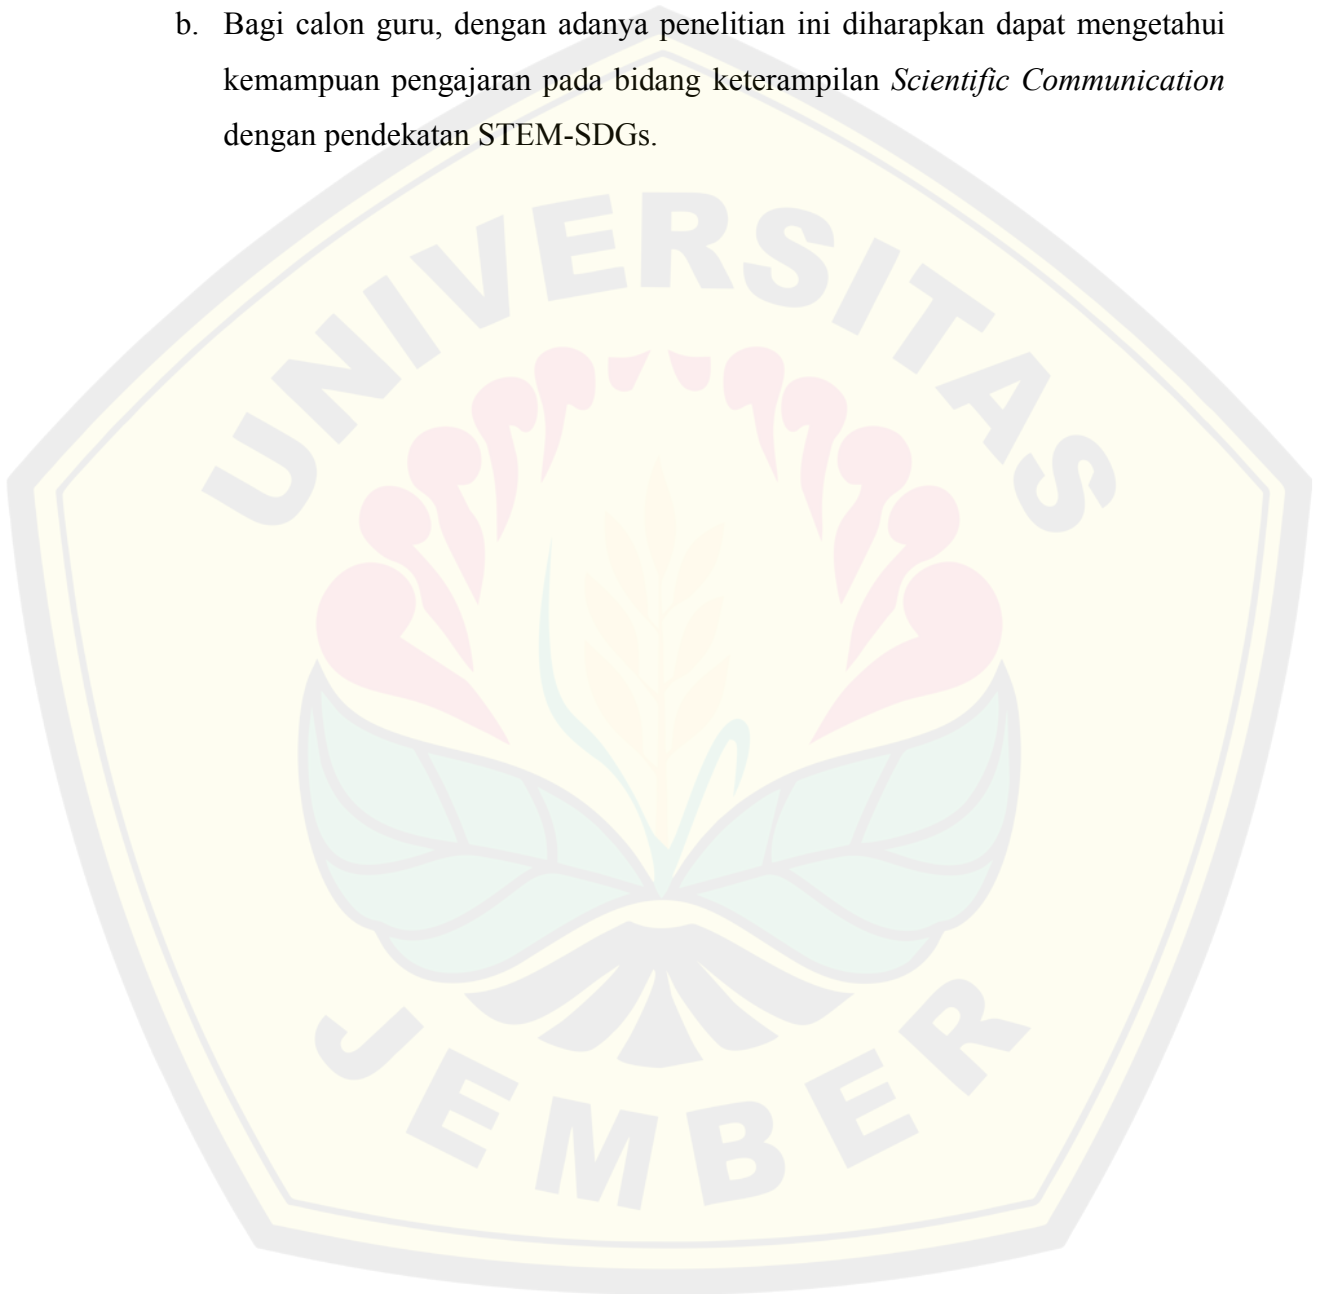 b. Bagi calon guru, dengan adanya penelitian ini diharapkan dapat mengetahui
kemampuan pengajaran pada bidang keterampilan Scientific Communication
dengan pendekatan STEM-SDGs.
UNIVERSITAS
JEMBER